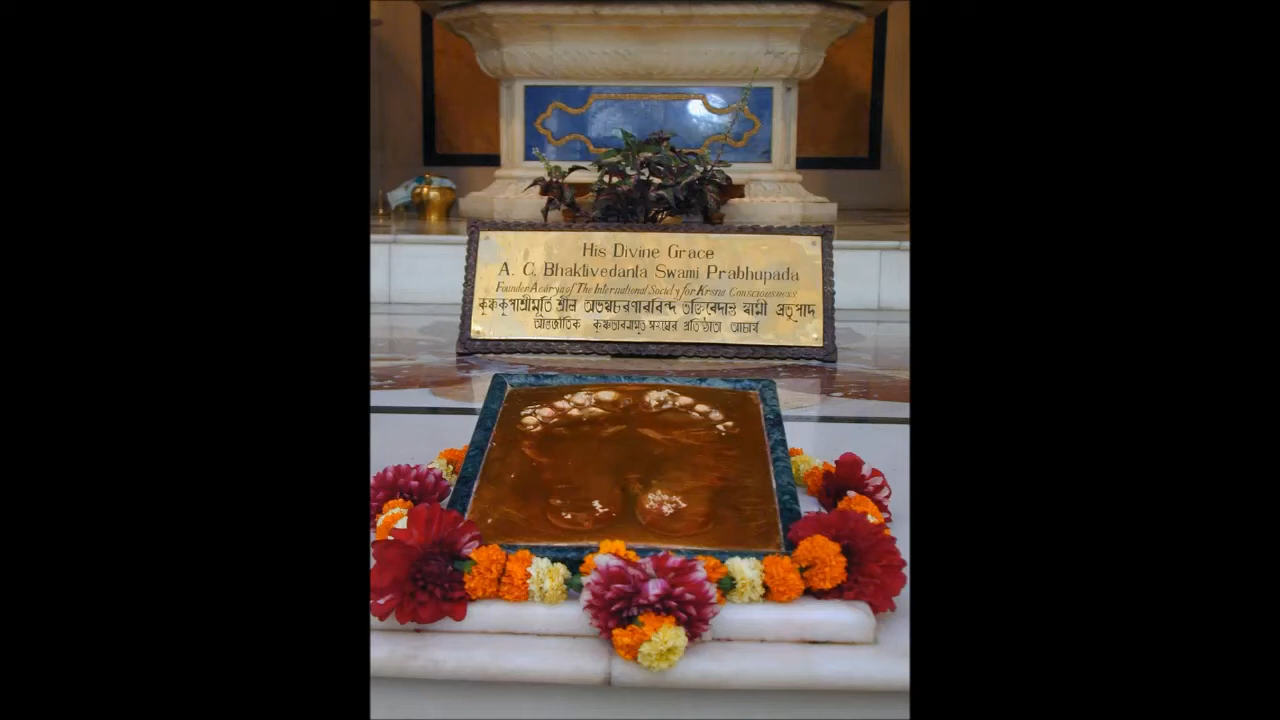 His Divine Grace
A. C. Bhaktivedanta Swami Prabhupada
Founder Acarya of The International Society for Krsna Consciousness
কৃষ্ণকৃপাশ্রীমূর্তি শ্রীল অভয়চরণারবিন্দ ভক্তিবেদান্ত স্বামী প্রভুপাদ
আন্তর্জাতিক কৃষ্ণভাবনামৃত সংঘের প্রতিষ্ঠাতা আচার্য